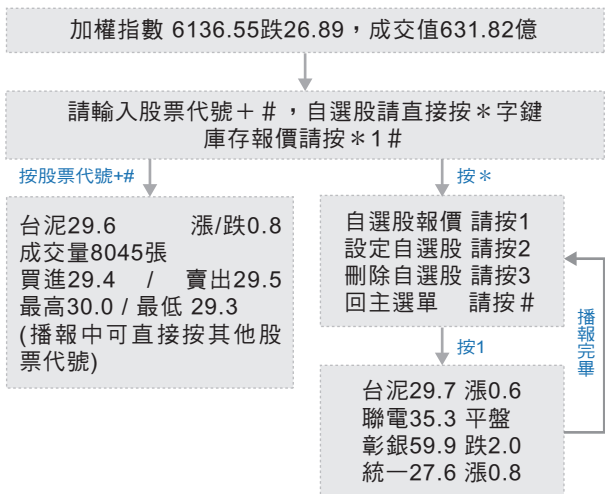 加權指數 6136.55跌26.89，成交值631.82億
請輸入股票代號＋＃，自選股請直接按＊字鍵
庫存報價請按＊1＃
按股票代號+#
按＊
台泥29.6 漲/跌0.8
成交量8045張
買進29.4 / 賣出29.5
最高30.0 / 最低 29.3
(播報中可直接按其他股
票代號)
自選股報價 請按1
設定自選股 請按2
刪除自選股 請按3
回主選單 請按＃
播報完畢
按1
台泥29.7 漲0.6
聯電35.3 平盤
彰銀59.9 跌2.0
統一27.6 漲0.8